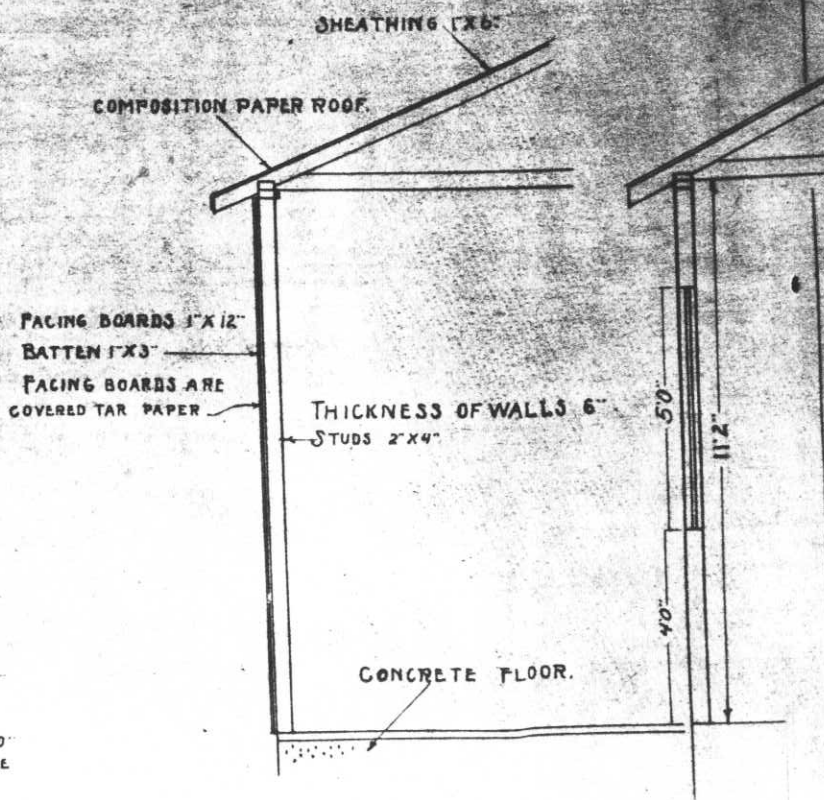 SHEATHING 1"X6"
COMPOSITION PAPER ROOF.
FACING BOARDS 1"X12"
BATTEN 1"X3"
FACING BOARDS ARE
COVERED TAR PAPER
THICKNESS OF WALLS 6".
STUDS 2"X4"
5'0"
11'2"
4'0"
CONCRETE FLOOR.